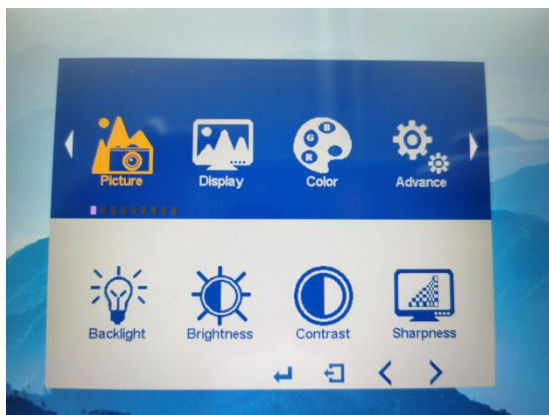 Picture Display Color Advance
R G B
Backlight Brightness Contrast Sharpness